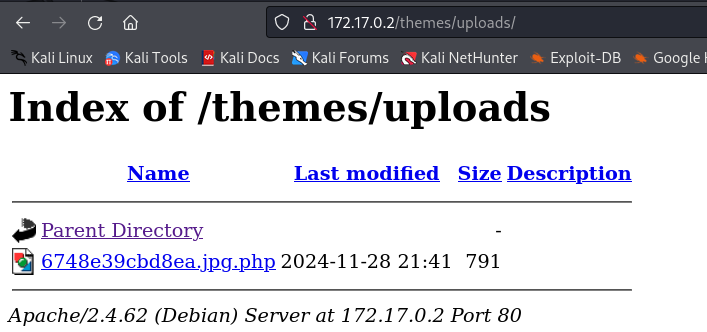 172.17.0.2/themes/uploads/
Kali Linux Kali Tools Kali Docs Kali Forums Kali NetHunter Exploit-DB Google
Index of /themes/uploads
Name Last modified Size Description
Parent Directory -
6748e39cbd8ea.jpg.php 2024-11-28 21:41 791
Apache/2.4.62 (Debian) Server at 172.17.0.2 Port 80